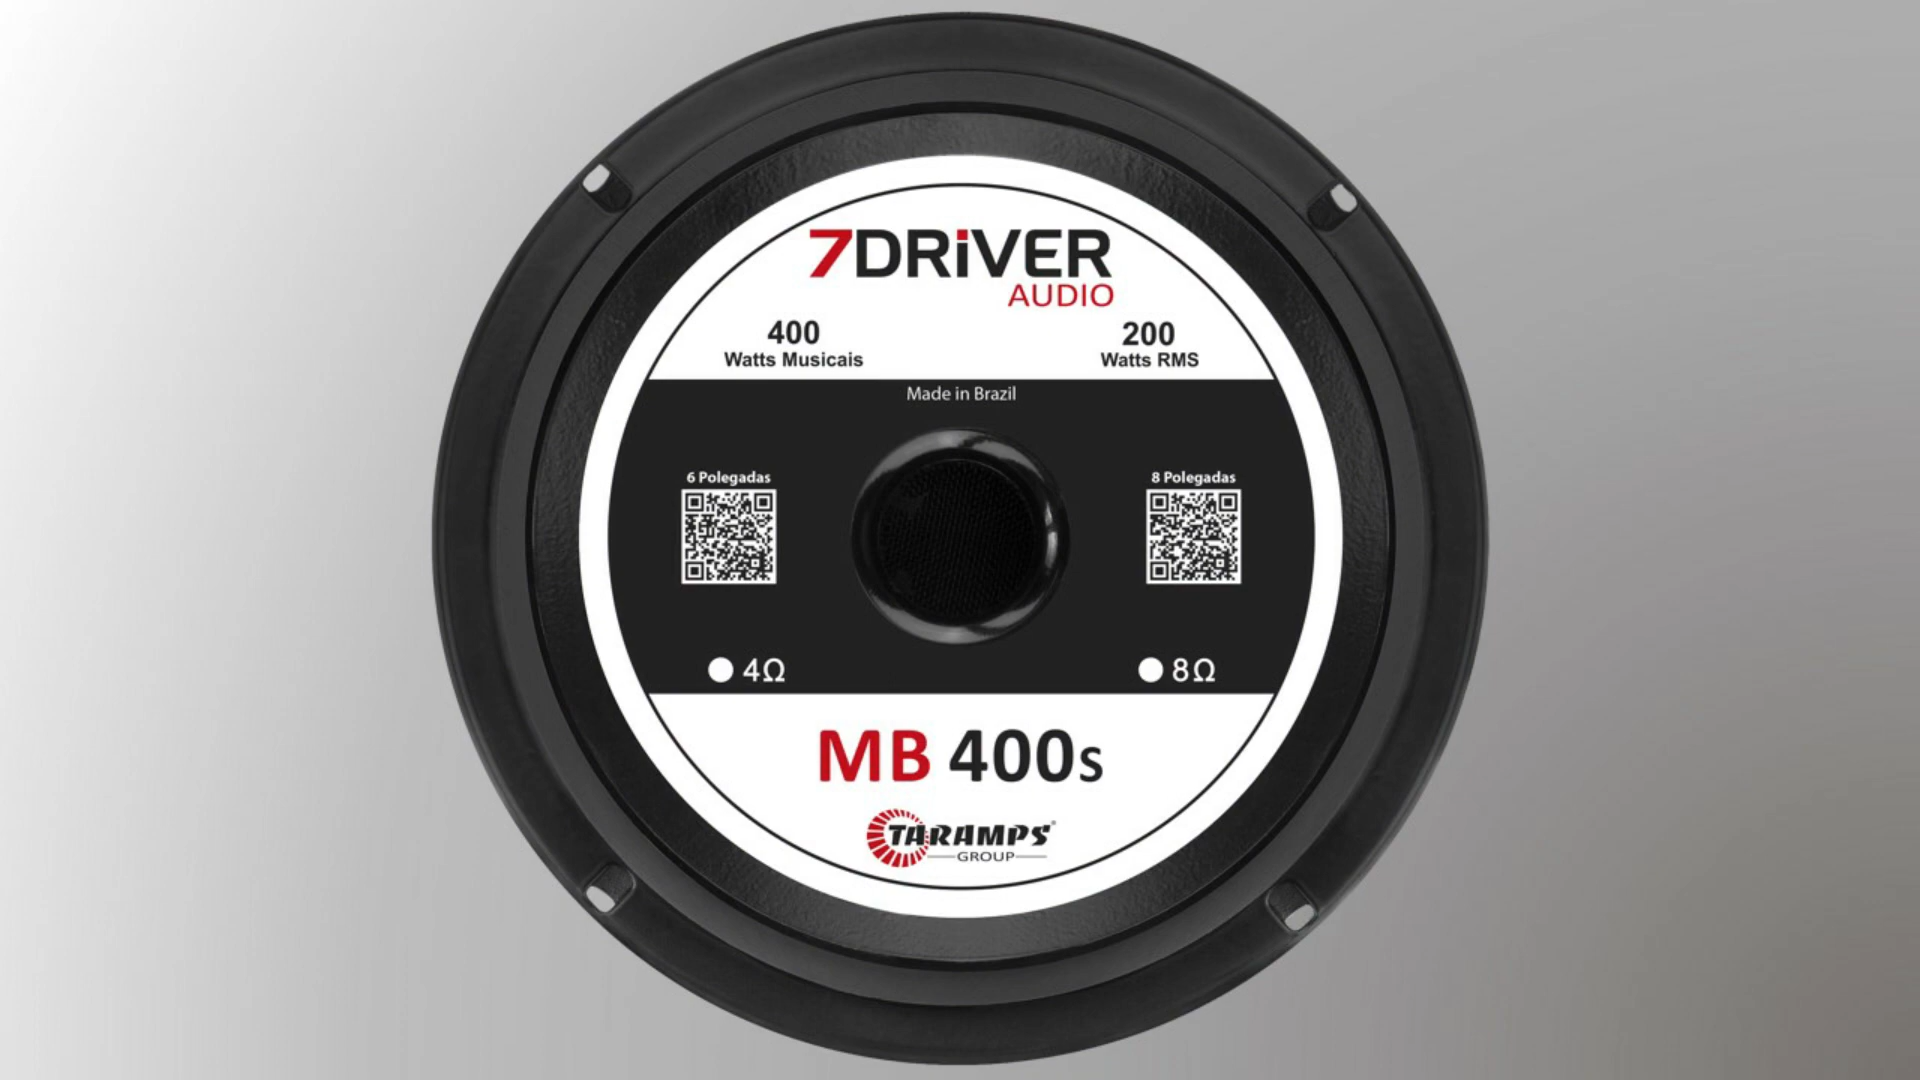 7DRiVER
AUDIO
400
Watts Musicais
200
Watts RMS
Made in Brazil
6 Polegadas
8 Polegadas
4Ω
8Ω
MB 400s
TARAMPS®
GROUP